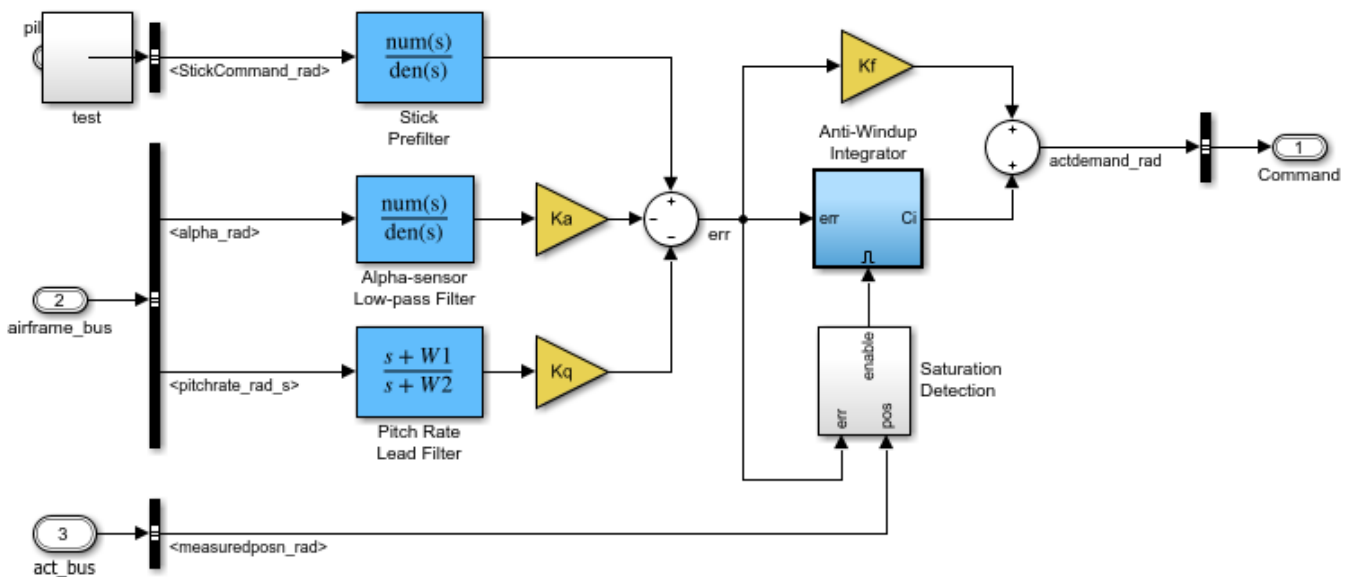 pil
test
<StickCommand_rad>
num(s)
den(s)
Stick
Prefilter
Kf
Anti-Windup
Integrator
actdemand_rad
1
Command
<alpha_rad>
num(s)
den(s)
Alpha-sensor
Low-pass Filter
Ka
+
−
−
err
err
Ci
+
+
2
airframe_bus
<pitchrate_rad_s>
s + W1
s + W2
Pitch Rate
Lead Filter
Kq
enable
err
pos
Saturation
Detection
3
act_bus
<measuredposn_rad>